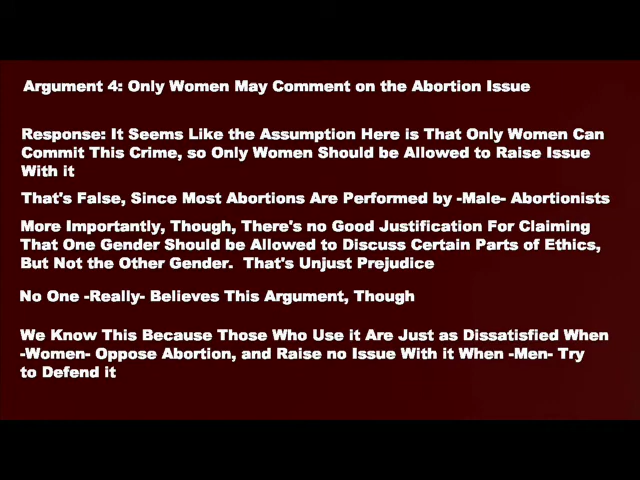 Argument 4: Only Women May Comment on the Abortion Issue
Response: It Seems Like the Assumption Here is That Only Women Can
Commit This Crime, so Only Women Should be Allowed to Raise Issue
With it
That's False, Since Most Abortions Are Performed by -Male- Abortionists
More Importantly, Though, There's no Good Justification For Claiming
That One Gender Should be Allowed to Discuss Certain Parts of Ethics,
But Not the Other Gender.  That's Unjust Prejudice
No One -Really- Believes This Argument, Though
We Know This Because Those Who Use it Are Just as Dissatisfied When
-Women- Oppose Abortion, and Raise no Issue With it When -Men- Try
to Defend it